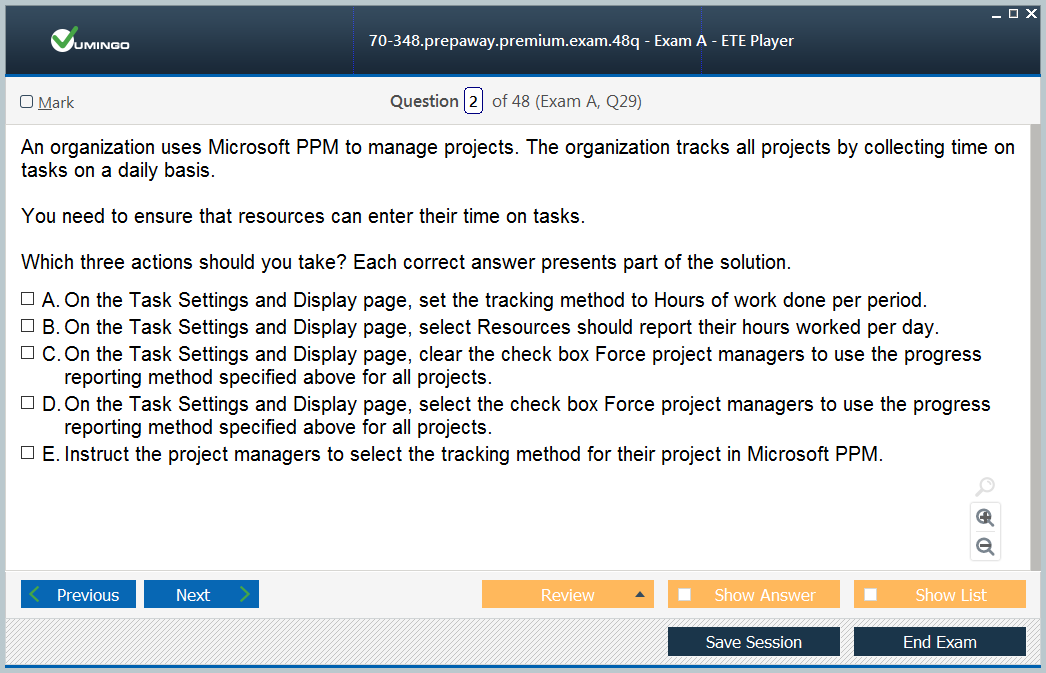 VUMINGO
70-348.prepaway.premium.exam.48q - Exam A - ETE Player
Mark
Question 2 of 48 (Exam A, Q29)
An organization uses Microsoft PPM to manage projects. The organization tracks all projects by collecting time on
tasks on a daily basis.
You need to ensure that resources can enter their time on tasks.
Which three actions should you take? Each correct answer presents part of the solution.
A. On the Task Settings and Display page, set the tracking method to Hours of work done per period.
B. On the Task Settings and Display page, select Resources should report their hours worked per day.
C. On the Task Settings and Display page, clear the check box Force project managers to use the progress
reporting method specified above for all projects.
D. On the Task Settings and Display page, select the check box Force project managers to use the progress
reporting method specified above for all projects.
E. Instruct the project managers to select the tracking method for their project in Microsoft PPM.
Previous
Next
Review
Show Answer
Show List
Save Session
End Exam